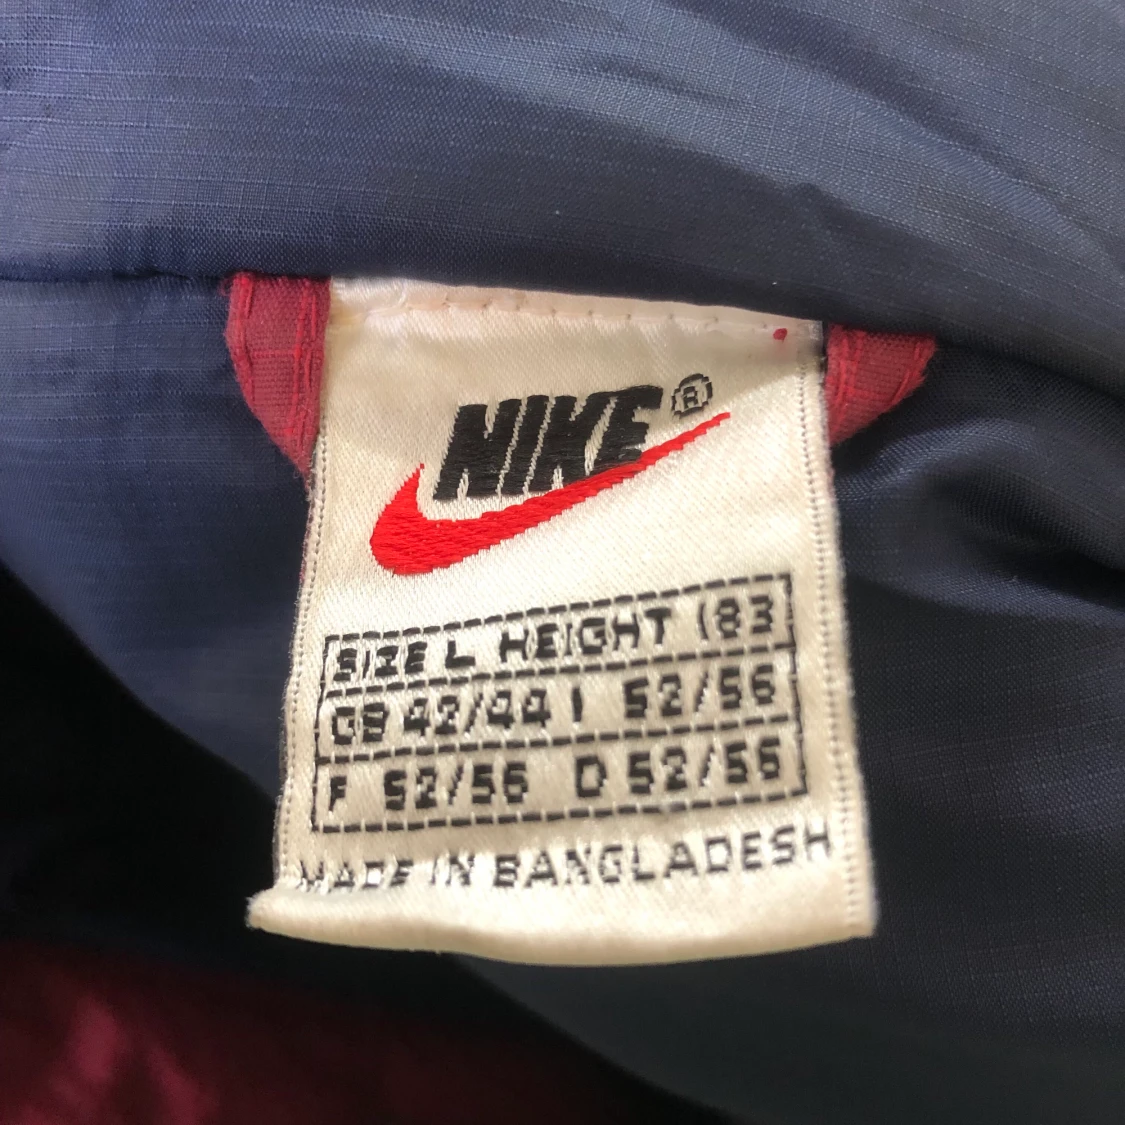 NIKE®
SIZE L HEIGHT 183
GB 42/44 I 52/56
F 52/56 D 52/56
MADE IN BANGLADESH